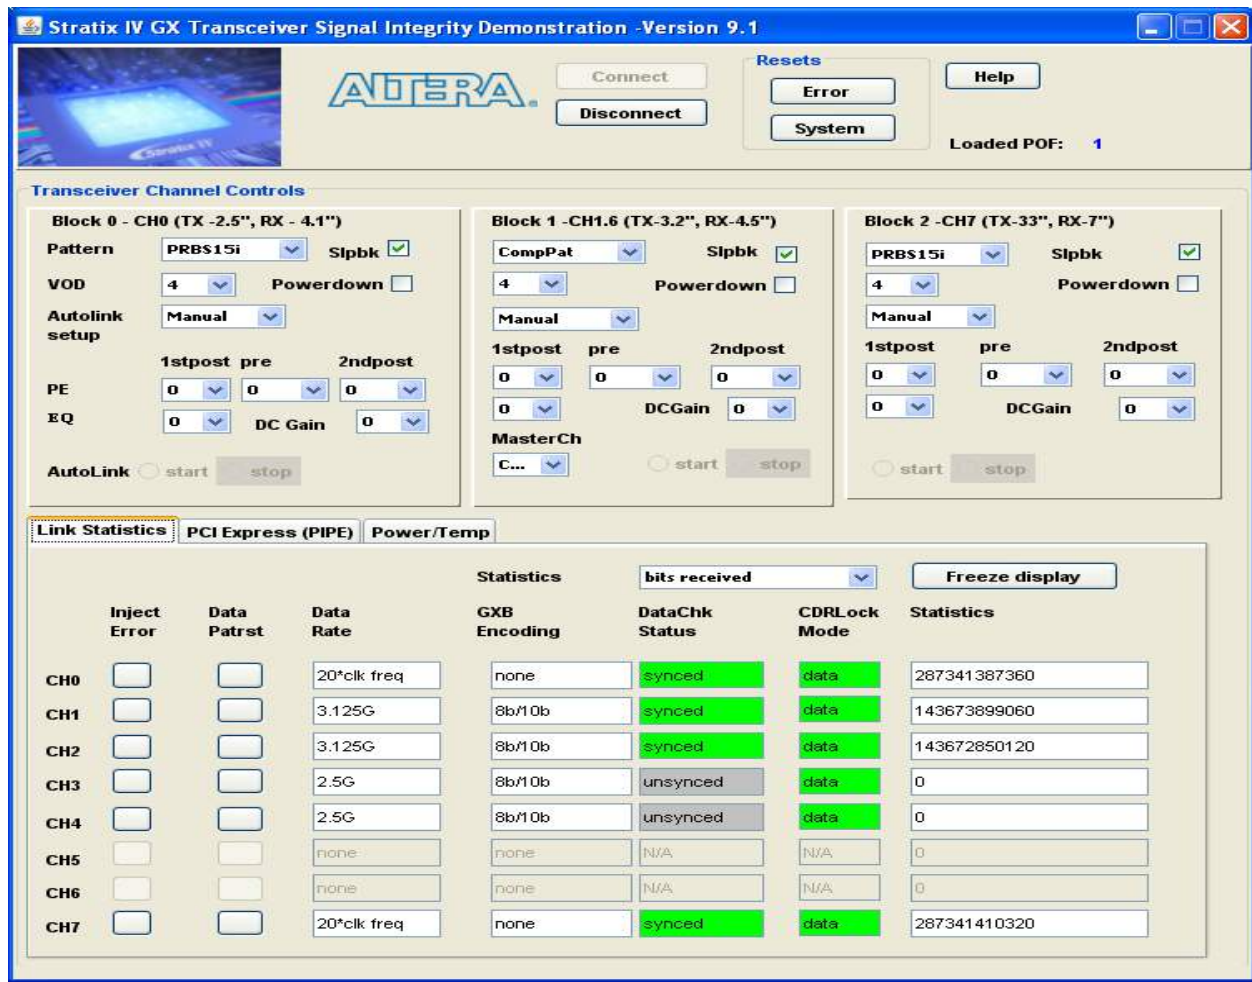 Stratix IV GX Transceiver Signal Integrity Demonstration -Version 9.1
Stratix IV
ALTERA.
Connect
Disconnect
Resets
Error
System
Help
Loaded POF: 1
Transceiver Channel Controls
Block 0 - CH0 (TX -2.5", RX - 4.1")
Pattern PRBS15i Slpbk
VOD 4 Powerdown
Autolink setup Manual
1stpost pre 2ndpost
PE 0 0 0
EQ 0 DC Gain 0
AutoLink start stop
Block 1 -CH1.6 (TX-3.2", RX-4.5")
CompPat Slpbk
4 Powerdown
Manual
1stpost pre 2ndpost
0 0 0
0 DCGain 0
MasterCh
C... start stop
Block 2 -CH7 (TX-33", RX-7")
PRBS15i Slpbk
4 Powerdown
Manual
1stpost pre 2ndpost
0 0 0
0 DCGain 0
start stop
Link Statistics PCI Express (PIPE) Power/Temp
Statistics bits received Freeze display
Inject Error Data Patrst Data Rate GXB Encoding DataChk Status CDRLock Mode Statistics
CH0 20*clk freq none synced data 287341387360
CH1 3.125G 8b/10b synced data 143673899060
CH2 3.125G 8b/10b synced data 143672850120
CH3 2.5G 8b/10b unsynced data 0
CH4 2.5G 8b/10b unsynced data 0
CH5 none none N/A N/A 0
CH6 none none N/A N/A 0
CH7 20*clk freq none synced data 287341410320